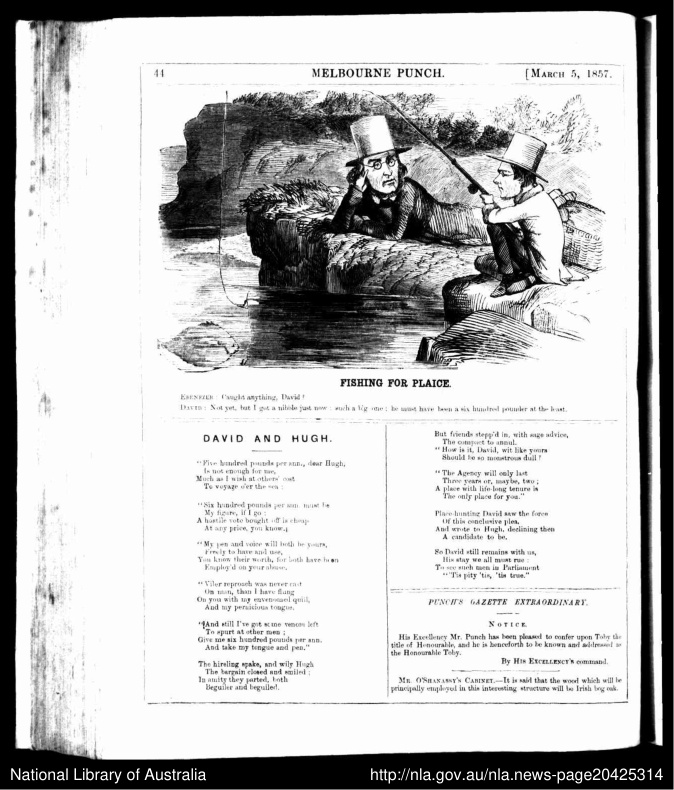 44
MELBOURNE PUNCH.
[MARCH 5, 1857.
FISHING FOR PLAICE.
EBENEZER: Caught anything, David?
DAVID: Not yet, but I got a nibble just now; such a big one; he must have been a six hundred pounder at the least.
DAVID AND HUGH.
"Five hundred pounds per ann., dear Hugh,
Is not enough for me,
Much as I wish at others' cost
To voyage o'er the sea:
"Six hundred pounds per ann. must be
My figure, if I go:
A hostile vote bought off is cheap
At any price, you know.
"My pen and voice will both be yours,
Freely to have and use,
You know their worth, for both have been
Employ'd on your abuse.
"Viler reproach was never cast
On man, than I have flung
On you with my envenomed quill,
And my pernicious tongue.
"And still I've got some venom left
To spurt at other men;
Give me six hundred pounds per ann.
And take my tongue and pen."
The hireling spake, and wily Hugh
The bargain closed and smiled;
In amity they parted, both
Beguiler and beguiled.
But friends stepp'd in, with sage advice,
The compact to annul.
"How is it, David, wit like yours
Should be so monstrous dull!
"The Agency will only last
Three years or, maybe, two;
A place with life-long tenure is
The only place for you."
Place-hunting David saw the force
Of this conclusive plea,
And wrote to Hugh, declining then
A candidate to be.
So David still remains with us,
His stay we all must rue:
To see such men in Parliament
"'Tis pity 'tis, 'tis true."
PUNCH'S GAZETTE EXTRAORDINARY.
NOTICE.
His Excellency Mr. Punch has been pleased to confer upon Toby the
title of Honourable, and he is henceforth to be known and addressed as
the Honourable Toby.
By HIS EXCELLENCY'S command.
MR. O'SHANASSY'S CABINET.—It is said that the wood which will be
principally employed in this interesting structure will be Irish bog oak.
National Library of Australia
http://nla.gov.au/nla.news-page20425314